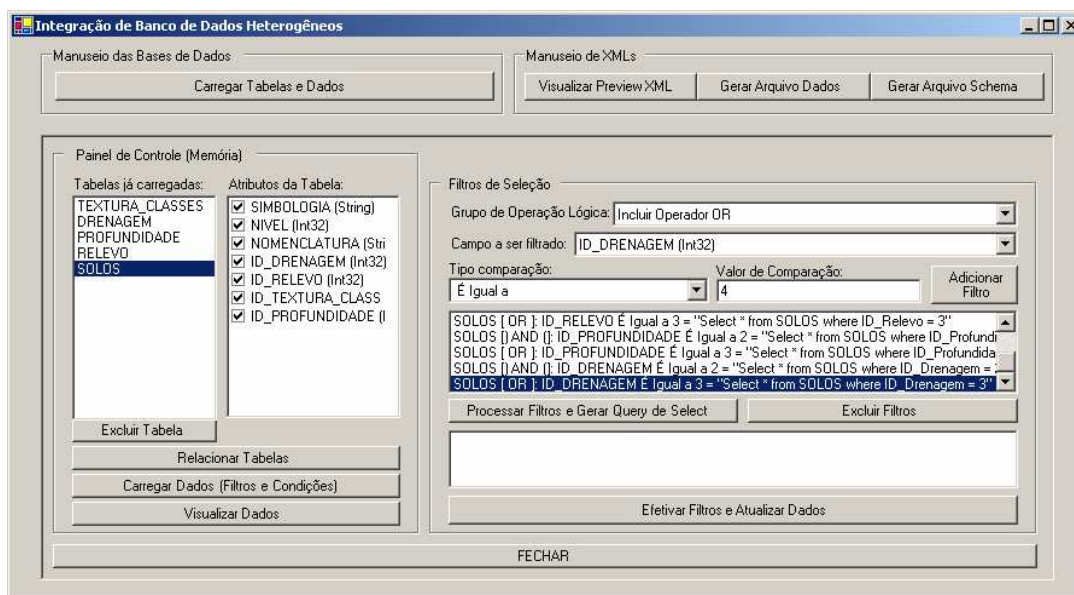 Integração de Banco de Dados Heterogêneos
Manuseio das Bases de Dados
Carregar Tabelas e Dados
Manuseio de XMLs
Visualizar Preview XML
Gerar Arquivo Dados
Gerar Arquivo Schema
Painel de Controle (Memória)
Tabelas já carregadas:
TEXTURA_CLASSES
DRENAGEM
PROFUNDIDADE
RELEVO
SOLOS
Excluir Tabela
Atributos da Tabela:
SIMBOLOGIA (String)
NIVEL (Int32)
NOMENCLATURA (Stri
ID_DRENAGEM (Int32)
ID_RELEVO (Int32)
ID_TEXTURA_CLASS
ID_PROFUNDIDADE (I
Relacionar Tabelas
Carregar Dados (Filtros e Condições)
Visualizar Dados
Filtros de Seleção
Grupo de Operação Lógica: Incluir Operador OR
Campo a ser filtrado: ID_DRENAGEM (Int32)
Tipo comparação:
É Igual a
Valor de Comparação:
4
Adicionar Filtro
SOLOS [ OR ]: ID_RELEVO É Igual a 3 = "Select * from SOLOS where ID_Relevo = 3"
SOLOS [) AND (]: ID_PROFUNDIDADE É Igual a 2 = "Select * from SOLOS where ID_Profundi
SOLOS [ OR ]: ID_PROFUNDIDADE É Igual a 3 = "Select * from SOLOS where ID_Profundida
SOLOS [) AND (]: ID_DRENAGEM É Igual a 2 = "Select * from SOLOS where ID_Drenagem =
SOLOS [ OR ]: ID_DRENAGEM É Igual a 3 = "Select * from SOLOS where ID_Drenagem = 3"
Processar Filtros e Gerar Query de Select
Excluir Filtros
Efetivar Filtros e Atualizar Dados
FECHAR